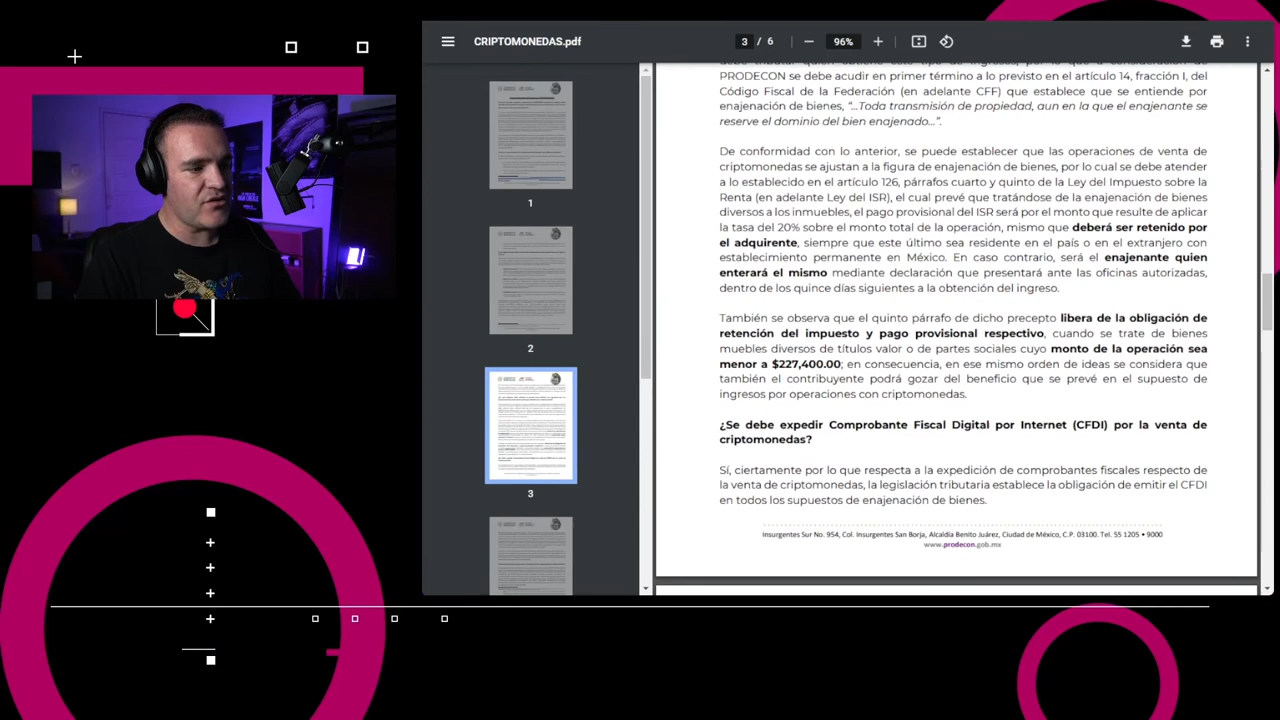 CRIPTOMONEDAS.pdf
3 / 6
96%
PRODECON se debe acudir en primer término a lo previsto en el artículo 14, fracción I, del
Código Fiscal de la Federación (en adelante CFF) que establece que se entiende por
enajenación de bienes, “…Toda transmisión de propiedad, aun en la que el enajenante se
reserve el dominio del bien enajenado…”.
De conformidad con lo anterior, se puede establecer que las operaciones de venta de
criptomonedas se ajustan a la figura de enajenación de bienes, por lo cual se debe atender
a lo establecido en el artículo 126, párrafos cuarto y quinto de la Ley del Impuesto sobre la
Renta (en adelante Ley del ISR), el cual prevé que tratándose de la enajenación de bienes
diversos a los inmuebles, el pago provisional del ISR será por el monto que resulte de aplicar
la tasa del 20% sobre el monto total de la operación, mismo que deberá ser retenido por
el adquirente, siempre que este último sea residente en el país o en el extranjero con
establecimiento permanente en México. En caso contrario, será el enajenante quien
enterará el mismo mediante declaración que presentará ante las oficinas autorizadas,
dentro de los quince días siguientes a la obtención del ingreso.
También se observa que el quinto párrafo de dicho precepto libera de la obligación de
retención del impuesto y pago provisional respectivo, cuando se trate de bienes
muebles diversos de títulos valor o de partes sociales cuyo monto de la operación sea
menor a $227,400.00; en consecuencia, en ese mismo orden de ideas se considera que
también el contribuyente podrá gozar del beneficio que se prevé en el supuesto de
ingresos por operaciones con criptomonedas.
¿Se debe emitir Comprobante Fiscal Digital por Internet (CFDI) por la venta de
criptomonedas?
Sí, ciertamente por lo que respecta a la expedición de comprobantes fiscales respecto de
la venta de criptomonedas, la legislación tributaria establece la obligación de emitir el CFDI
en todos los supuestos de enajenación de bienes.
Insurgentes Sur No. 954, Col. Insurgentes San Borja, Alcaldía Benito Juárez, Ciudad de México, C.P. 03100. Tel. 55 1205 • 9000
www.prodecon.gob.mx
1
2
3